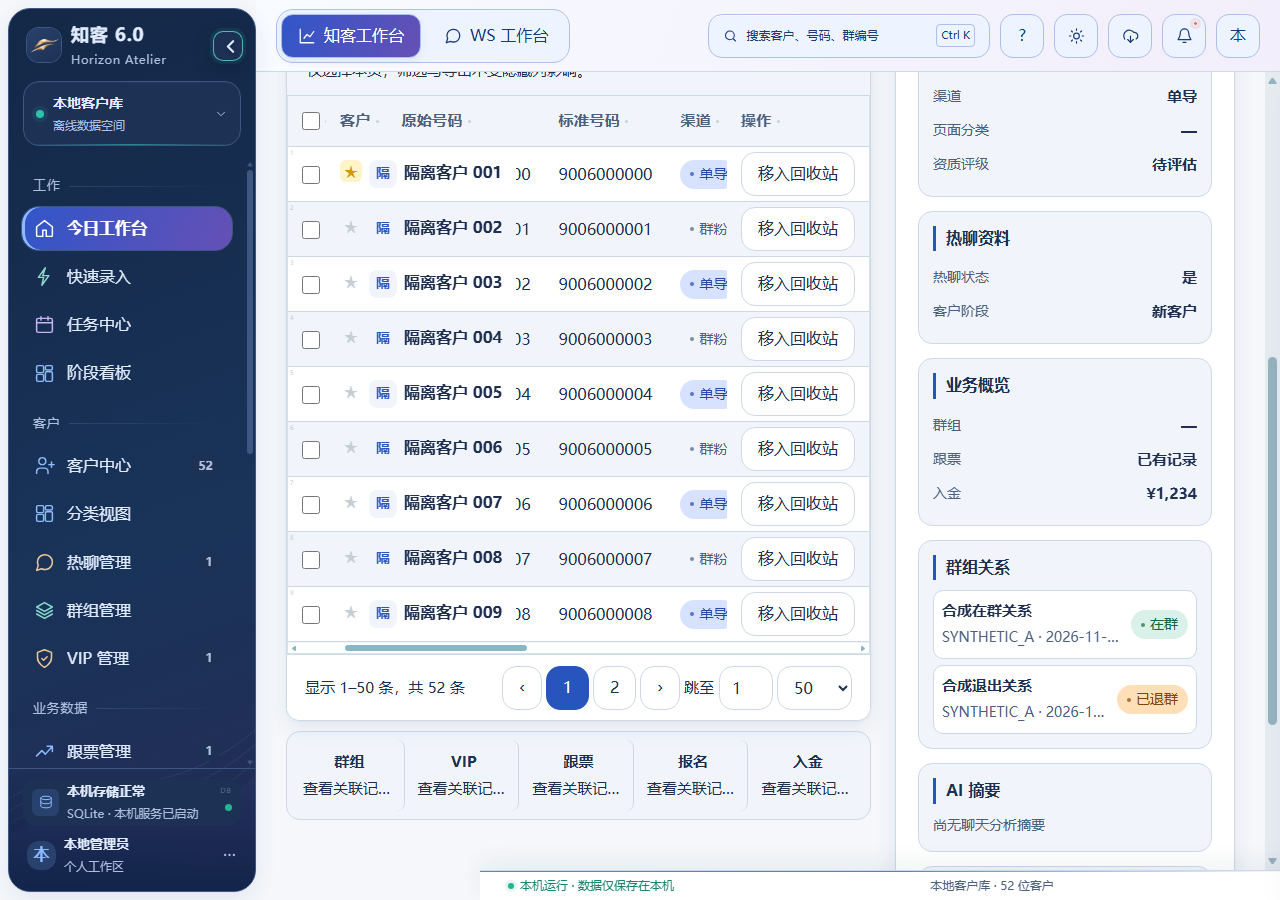 知客 6.0
Horizon Atelier
本地客户库
离线数据空间
工作
今日工作台
快速录入
任务中心
阶段看板
客户
客户中心 52
分类视图
热聊管理 1
群组管理
VIP 管理 1
业务数据
跟票管理 1
本机存储正常 DB
SQLite · 本机服务已启动
本 本地管理员
个人工作区
知客工作台 WS 工作台
搜索客户、号码、群编号 Ctrl K ? 本
客户 原始号码 标准号码 渠道 操作
1 隔 隔离客户 001 9006000000 单导 移入回收站
2 隔 隔离客户 002 9006000001 群粉 移入回收站
3 隔 隔离客户 003 9006000002 单导 移入回收站
4 隔 隔离客户 004 9006000003 群粉 移入回收站
5 隔 隔离客户 005 9006000004 单导 移入回收站
6 隔 隔离客户 006 9006000005 群粉 移入回收站
7 隔 隔离客户 007 9006000006 单导 移入回收站
8 隔 隔离客户 008 9006000007 群粉 移入回收站
9 隔 隔离客户 009 9006000008 单导 移入回收站
显示 1–50 条，共 52 条 ‹ 1 2 › 跳至 1 50
群组 VIP 跟票 报名 入金
查看关联记... 查看关联记... 查看关联记... 查看关联记... 查看关联记...
渠道 单导
页面分类 —
资质评级 待评估
热聊资料
热聊状态 是
客户阶段 新客户
业务概览
群组 —
跟票 已有记录
入金 ¥1,234
群组关系
合成在群关系
SYNTHETIC_A · 2026-11-... 在群
合成退出关系
SYNTHETIC_A · 2026-1... 已退群
AI 摘要
尚无聊天分析摘要
本机运行 · 数据仅保存在本机 本地客户库 · 52 位客户